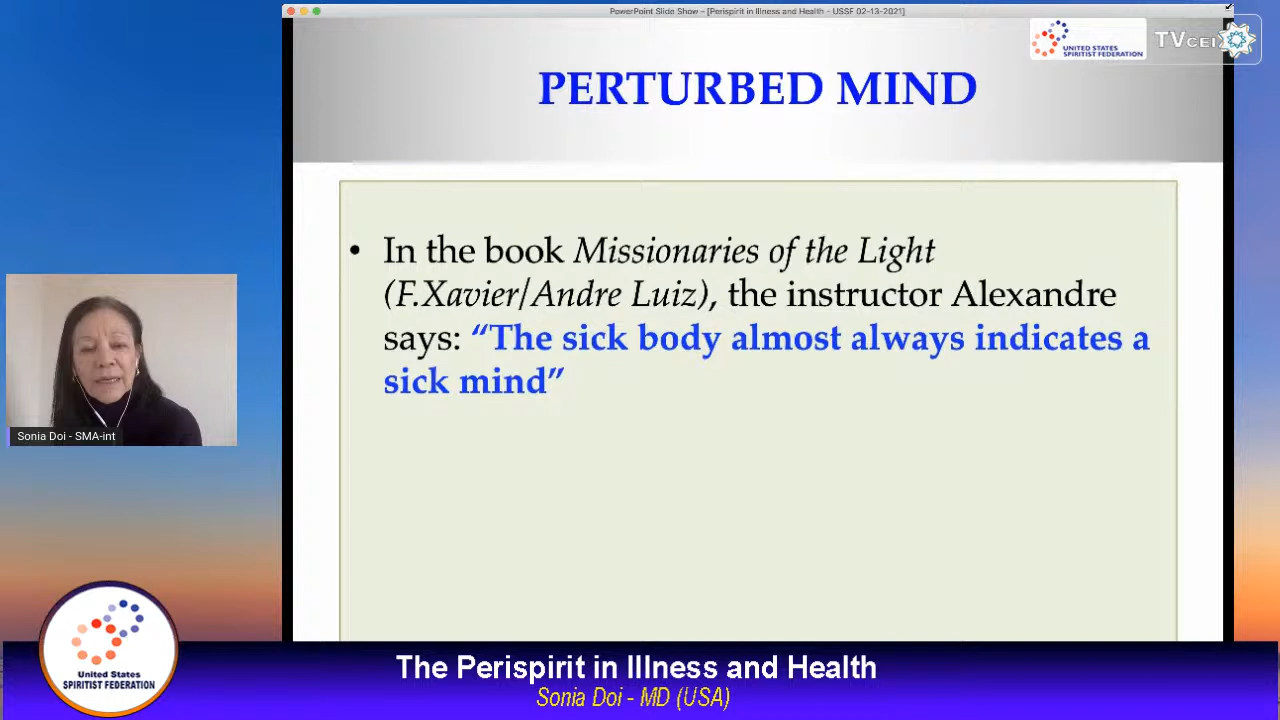 PowerPoint Slide Show - [Perispirit in Illness and Health - USSF 02-13-2021]
UNITED STATES
SPIRITIST FEDERATION
TVCEI
PERTURBED MIND
• In the book Missionaries of the Light
(F.Xavier/Andre Luiz), the instructor Alexandre
says: “The sick body almost always indicates a
sick mind”
Sonia Doi - SMA-int
United States
SPIRITIST FEDERATION
The Perispirit in Illness and Health
Sonia Doi - MD (USA)